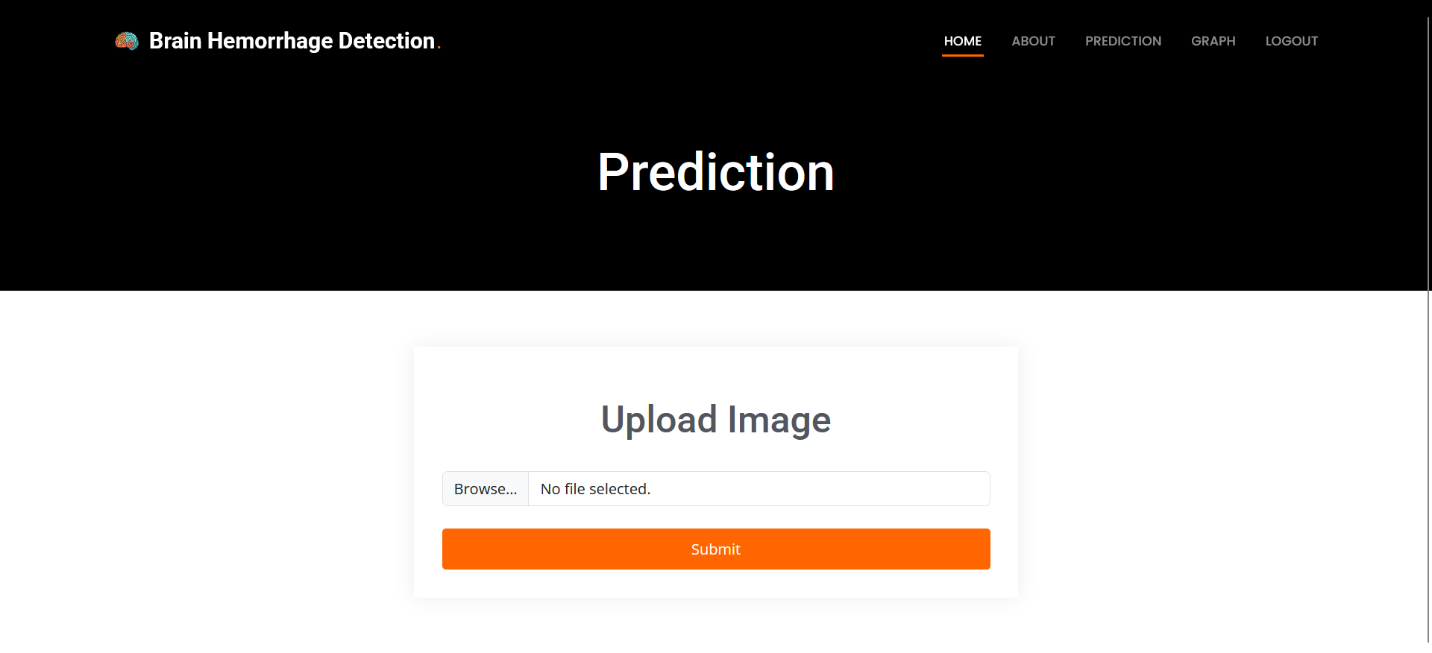 Brain Hemorrhage Detection.
HOME ABOUT PREDICTION GRAPH LOGOUT
Prediction
Upload Image
Browse... No file selected.
Submit